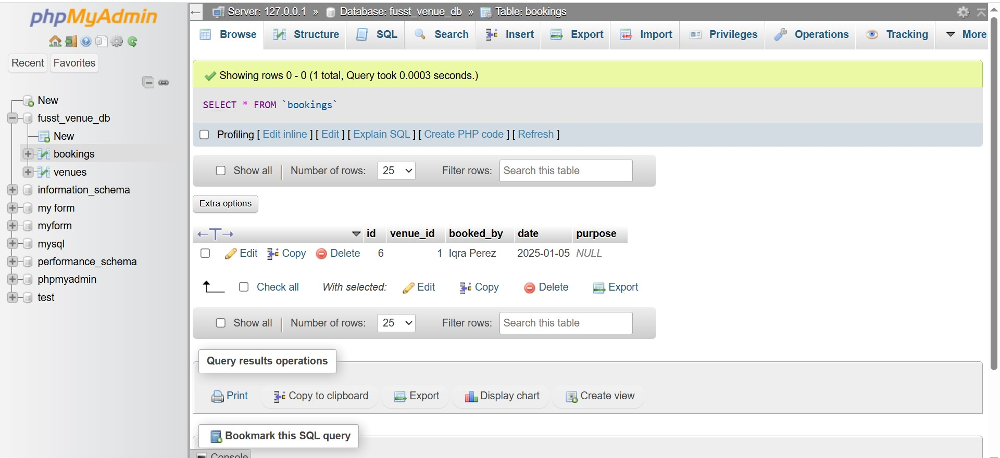 phpMyAdmin
Recent Favorites
New
fusst_venue_db
New
bookings
venues
information_schema
my form
myform
mysql
performance_schema
phpmyadmin
test
← Server: 127.0.0.1 » Database: fusst_venue_db » Table: bookings
Browse Structure SQL Search Insert Export Import Privileges Operations Tracking More
Showing rows 0 - 0 (1 total, Query took 0.0003 seconds.)
SELECT * FROM `bookings`
Profiling [ Edit inline ] [ Edit ] [ Explain SQL ] [ Create PHP code ] [ Refresh ]
Show all | Number of rows: 25 Filter rows: Search this table
Extra options
←T→ id venue_id booked_by date purpose
Edit Copy Delete 6 1 Iqra Perez 2025-01-05 NULL
Check all With selected: Edit Copy Delete Export
Show all | Number of rows: 25 Filter rows: Search this table
Query results operations
Print Copy to clipboard Export Display chart Create view
Bookmark this SQL query
Console